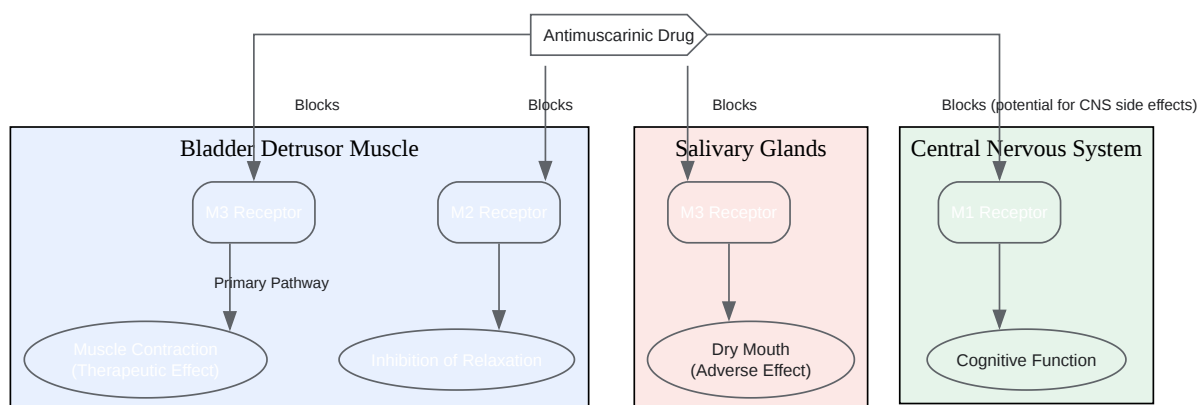 Antimuscarinic Drug
Blocks
Blocks
Blocks
Blocks (potential for CNS side effects)
Bladder Detrusor Muscle
Salivary Glands
Central Nervous System
M3 Receptor
M2 Receptor
M3 Receptor
M1 Receptor
Primary Pathway
Muscle Contraction
(Therapeutic Effect)
Inhibition of Relaxation
Dry Mouth
(Adverse Effect)
Cognitive Function